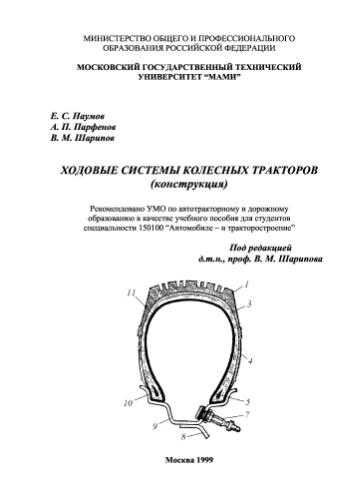 МИНИСТЕРСТВО ОБЩЕГО И ПРОФЕССИОНАЛЬНОГО
ОБРАЗОВАНИЯ РОССИЙСКОЙ ФЕДЕРАЦИИ
МОСКОВСКИЙ ГОСУДАРСТВЕННЫЙ ТЕХНИЧЕСКИЙ
УНИВЕРСИТЕТ “МАМИ”
Е. С. Наумов
А. П. Парфенов
В. М. Шарипов
ХОДОВЫЕ СИСТЕМЫ КОЛЕСНЫХ ТРАКТОРОВ
(конструкция)
Рекомендовано УМО по автотракторному и дорожному
образованию в качестве учебного пособия для студентов
специальности 150100 “Автомобиле – и тракторостроение”
Под редакцией
д.т.н., проф. В. М. Шарипова
11
1
3
4
10
5
9
7
8
Москва 1999